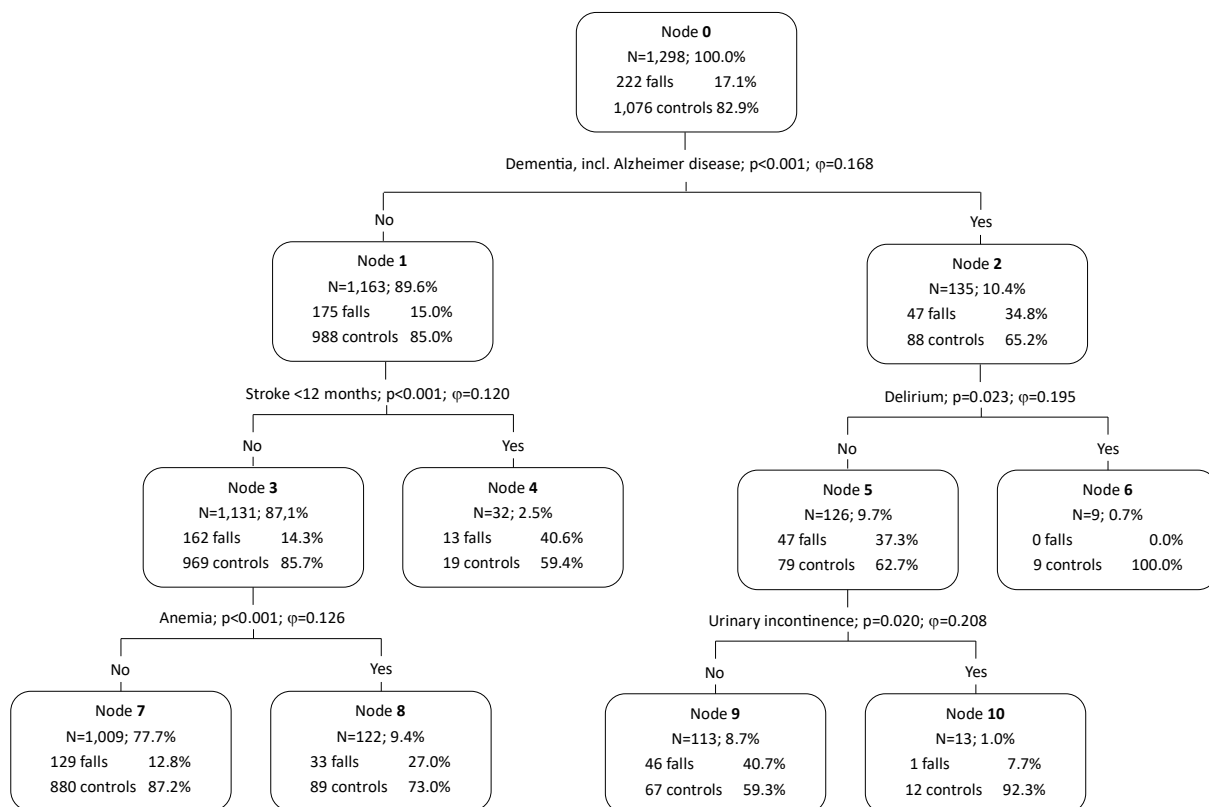 Node 0
N=1,298; 100.0%
222 falls 17.1%
1,076 controls 82.9%
Dementia, incl. Alzheimer disease; p<0.001; φ=0.168
No
Yes
Node 1
N=1,163; 89.6%
175 falls 15.0%
988 controls 85.0%
Node 2
N=135; 10.4%
47 falls 34.8%
88 controls 65.2%
Stroke <12 months; p<0.001; φ=0.120
Delirium; p=0.023; φ=0.195
No
Yes
No
Yes
Node 3
N=1,131; 87,1%
162 falls 14.3%
969 controls 85.7%
Node 4
N=32; 2.5%
13 falls 40.6%
19 controls 59.4%
Node 5
N=126; 9.7%
47 falls 37.3%
79 controls 62.7%
Node 6
N=9; 0.7%
0 falls 0.0%
9 controls 100.0%
Anemia; p<0.001; φ=0.126
Urinary incontinence; p=0.020; φ=0.208
No
Yes
No
Yes
Node 7
N=1,009; 77.7%
129 falls 12.8%
880 controls 87.2%
Node 8
N=122; 9.4%
33 falls 27.0%
89 controls 73.0%
Node 9
N=113; 8.7%
46 falls 40.7%
67 controls 59.3%
Node 10
N=13; 1.0%
1 falls 7.7%
12 controls 92.3%